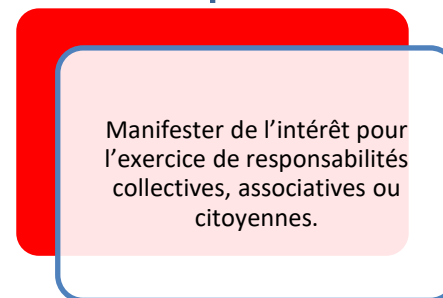 Manifester de l’intérêt pour
l’exercice de responsabilités
collectives, associatives ou
citoyennes.